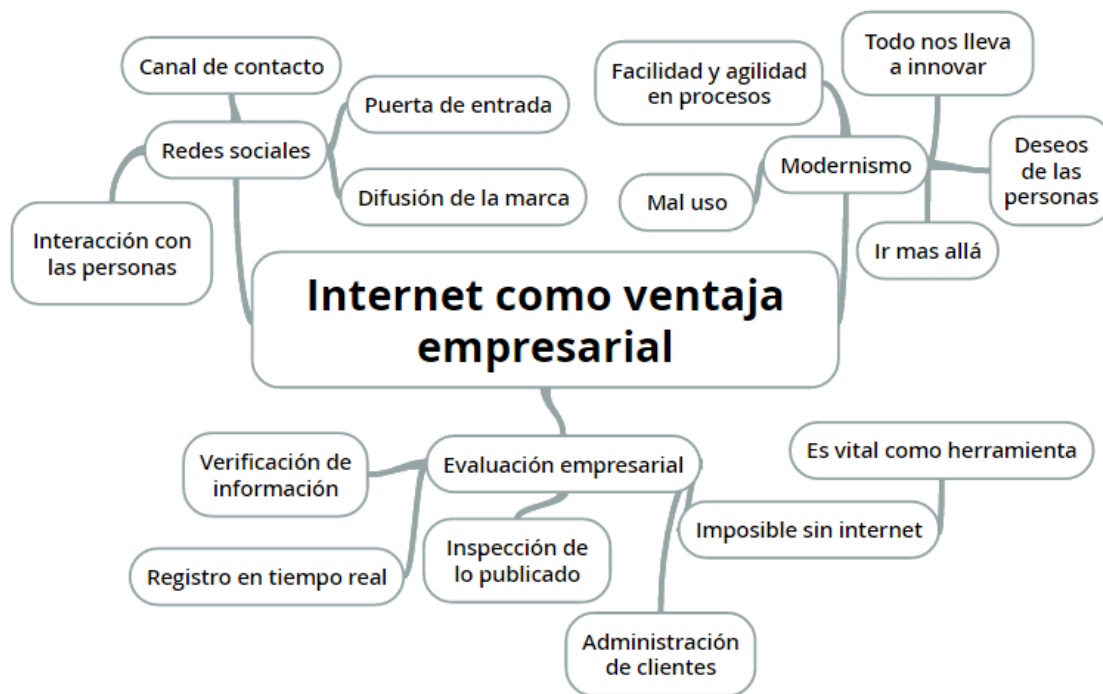 Canal de contacto
Puerta de entrada
Redes sociales
Difusión de la marca
Interacción con
las personas
Todo nos lleva
a innovar
Facilidad y agilidad
en procesos
Modernismo
Deseos
de las
personas
Mal uso
Ir mas allá
Internet como ventaja
empresarial
Evaluación empresarial
Verificación de
información
Registro en tiempo real
Inspección de
lo publicado
Administración
de clientes
Imposible sin internet
Es vital como herramienta